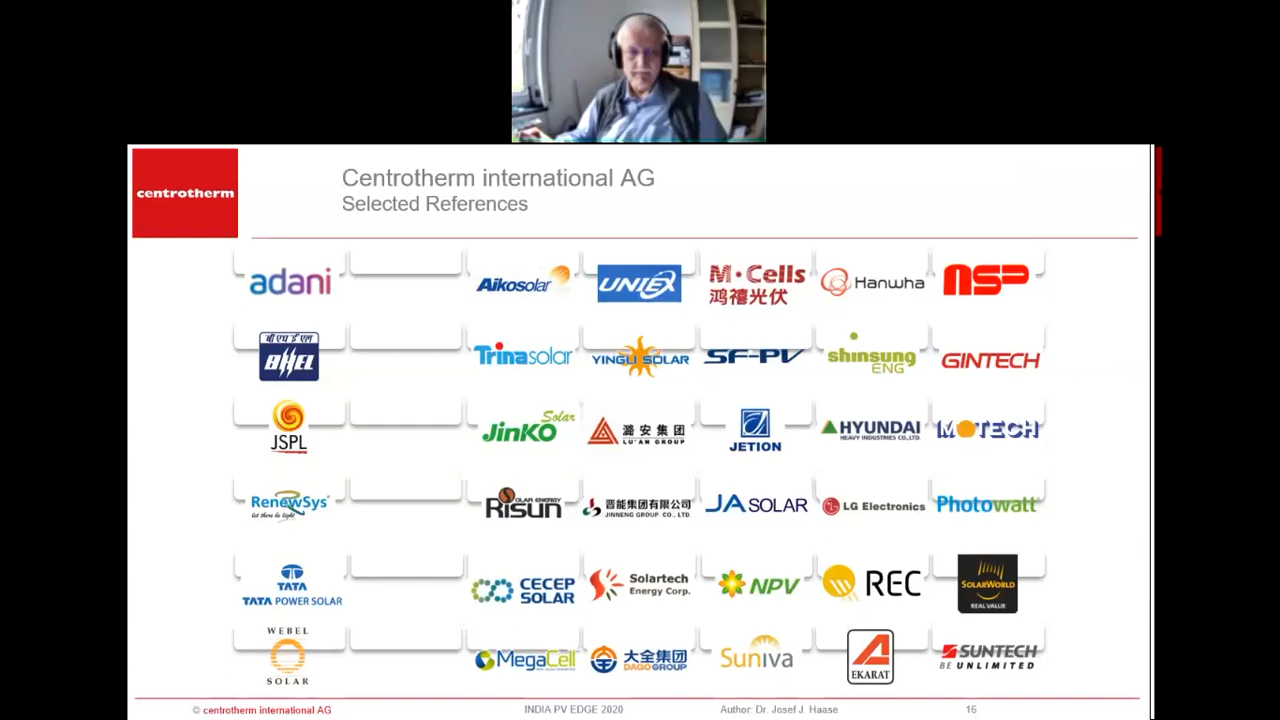 centrotherm
Centrotherm international AG
Selected References
adani
Aikosolar
UNIEX
M·Cells
鸿禧光伏
Hanwha
NSP
बी एच ई एल
BHEL
Trinasolar
YINGLI SOLAR
SF-PV
shinsung
ENG
GINTECH
JSPL
Solar
JinKO
潞安集团
LU'AN GROUP
JETION
HYUNDAI
HEAVY INDUSTRIES CO.,LTD.
MOTECH
RenewSys
Let there be light
SOLAR ENERGY
RISUN
晋能集团有限公司
JINNENG GROUP CO., LTD.
JA SOLAR
LG Electronics
Photowatt
TATA
TATA POWER SOLAR
CECEP
SOLAR
Solartech
Energy Corp.
NPV
REC
SOLARWORLD
REAL VALUE
WEBEL
SOLAR
MegaCell
大全集团
DAQO GROUP
Suniva
EKARAT
SUNTECH
BE UNLIMITED
© centrotherm international AG
INDIA PV EDGE 2020
Author: Dr. Josef J. Haase
16